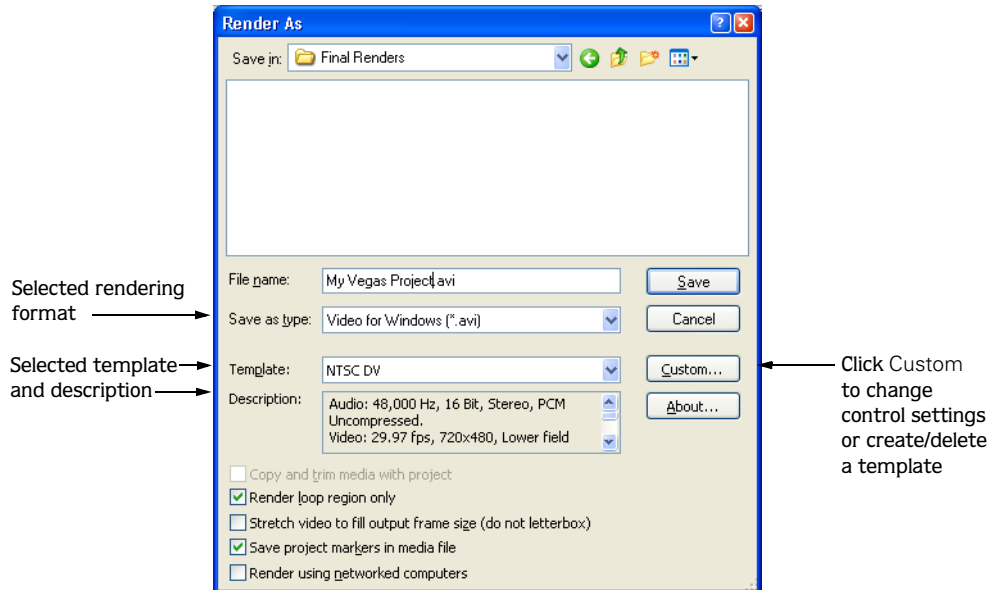 Render As
Save in: Final Renders
File name: My Vegas Project.avi
Save
Selected rendering
format
Save as type: Video for Windows (*.avi)
Cancel
Selected template
and description
Template: NTSC DV
Custom...
Click Custom
to change
control settings
or create/delete
a template
Description:
Audio: 48,000 Hz, 16 Bit, Stereo, PCM
Uncompressed.
Video: 29.97 fps, 720x480, Lower field
About...
Copy and trim media with project
Render loop region only
Stretch video to fill output frame size (do not letterbox)
Save project markers in media file
Render using networked computers